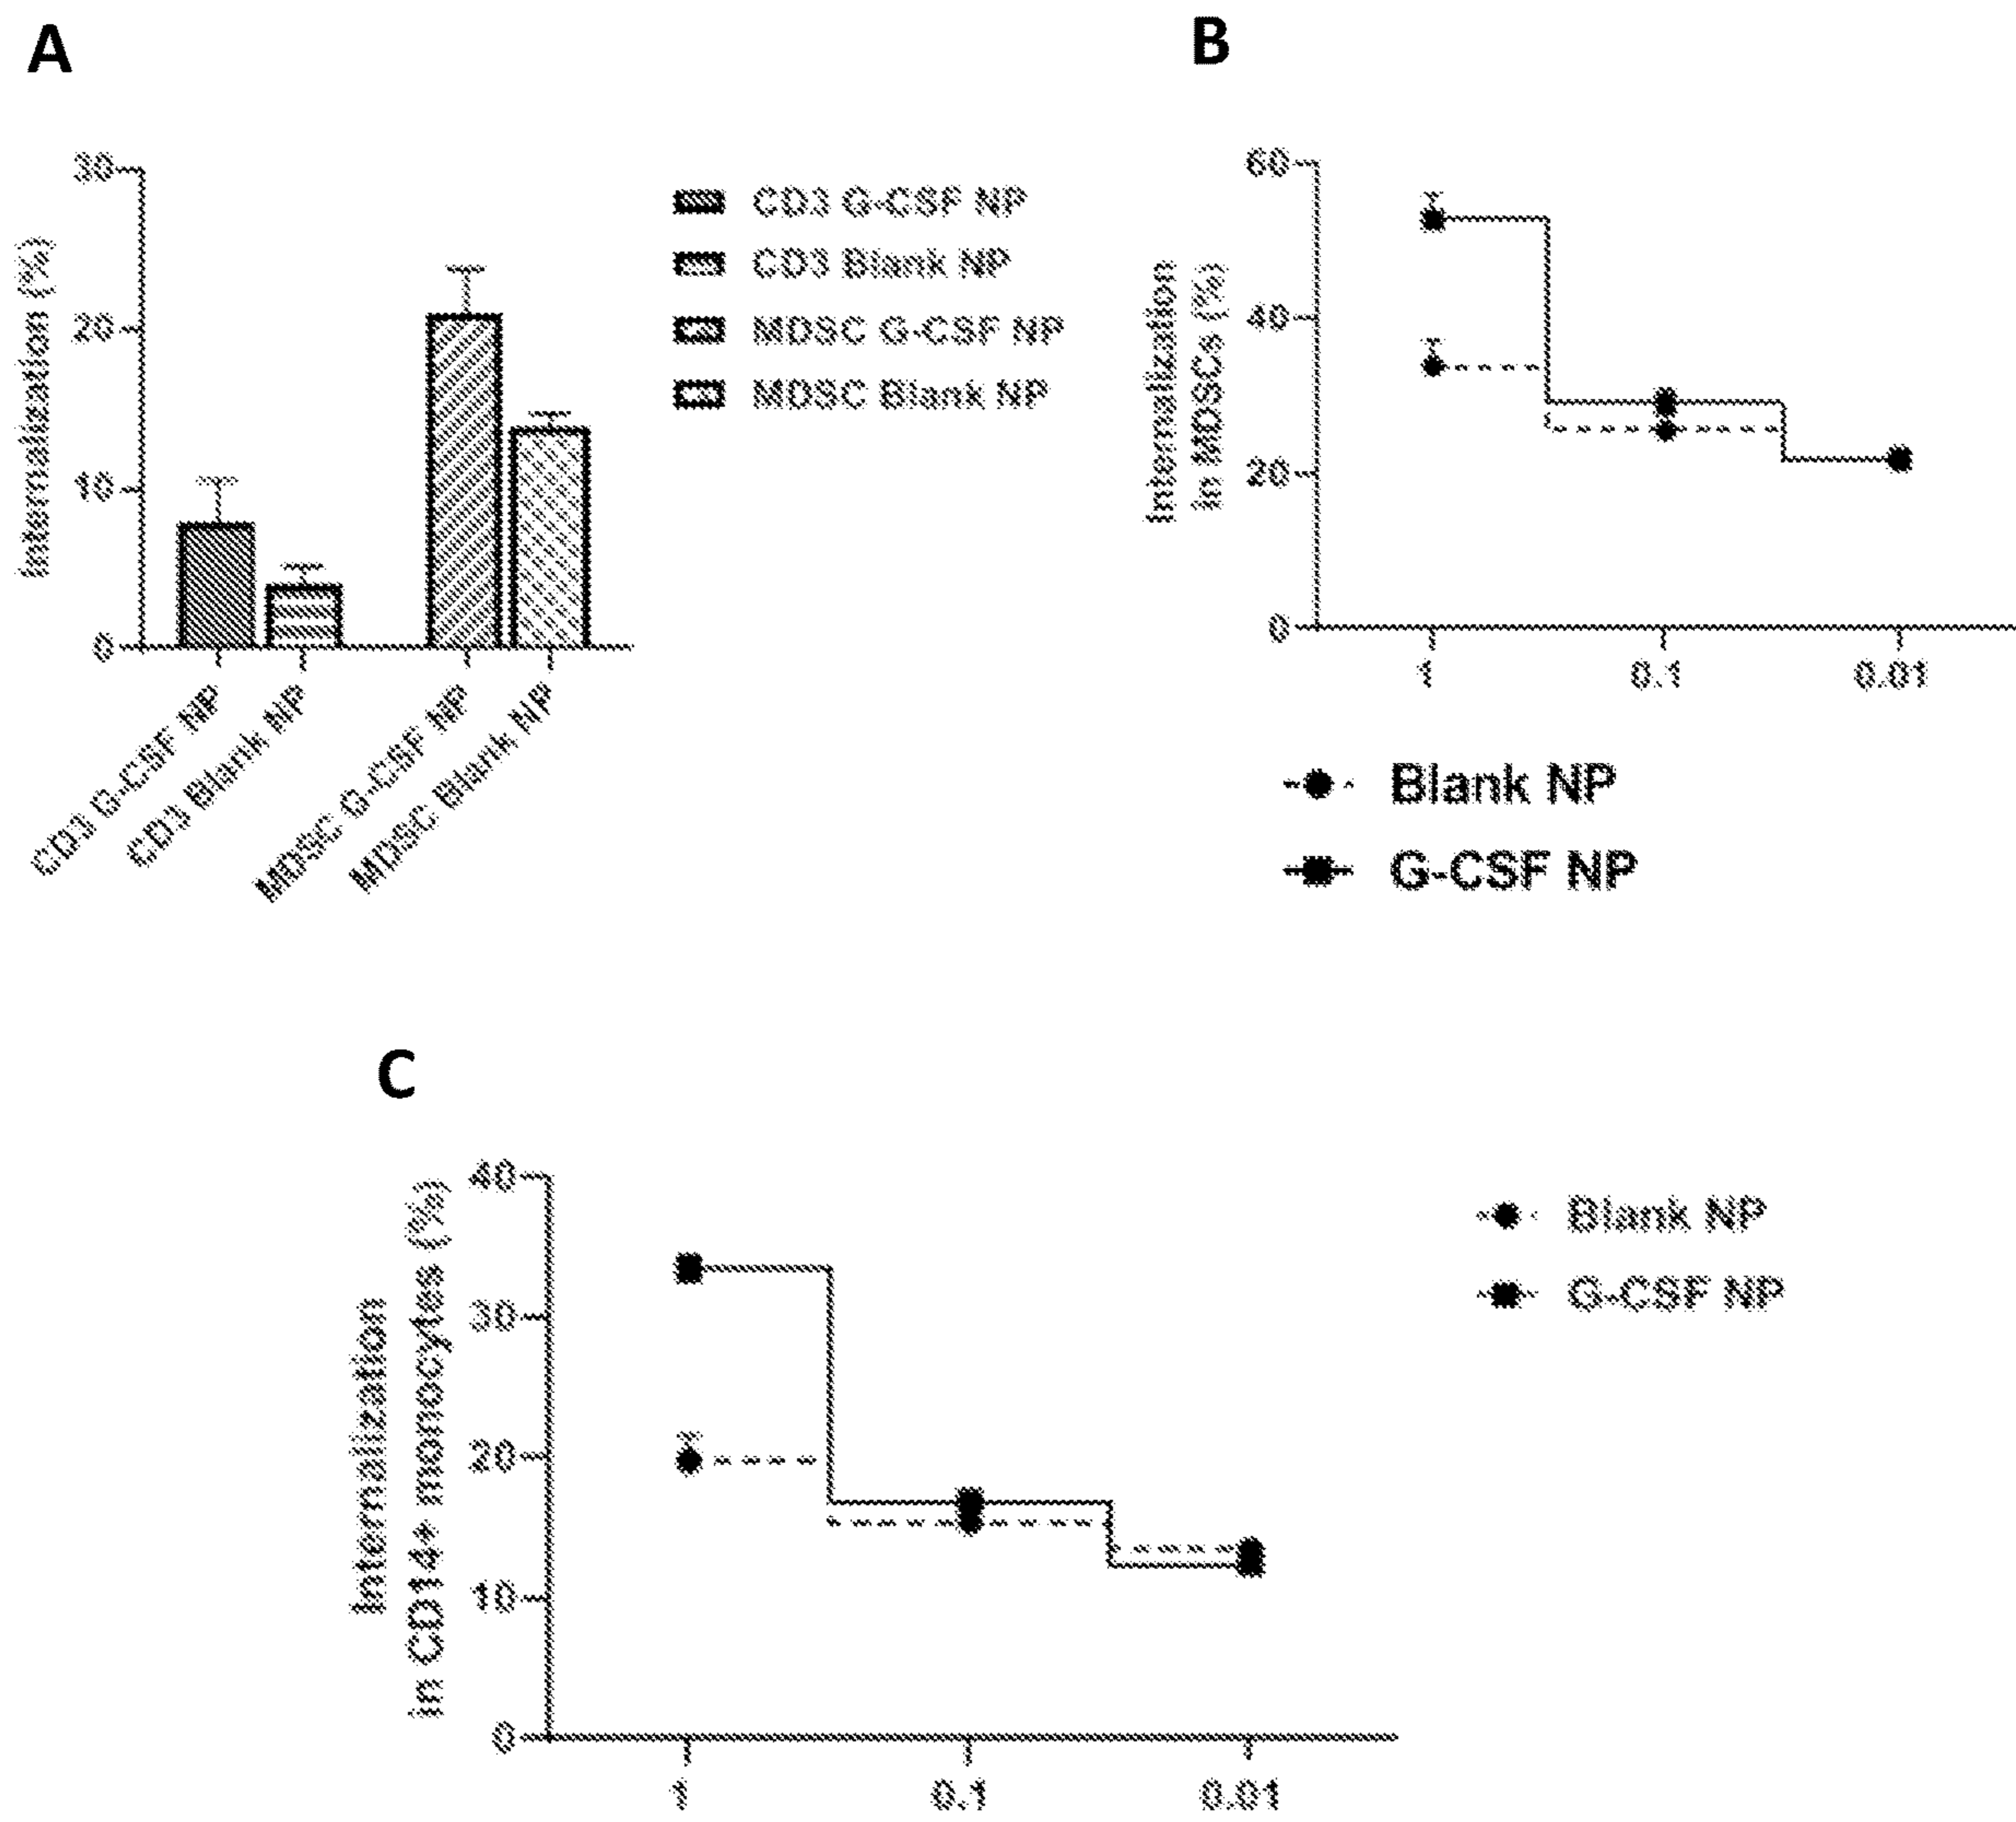 A
30
20
10
0
Internalization (%)
CD3 G-CSF NP
CD3 Blank NP
MDSC G-CSF NP
MDSC Blank NP
CD3 G-CSF NP
CD3 Blank NP
MDSC G-CSF NP
MDSC Blank NP
B
60
40
20
0
Internalization
in MDSCs (%)
1
0.1
0.01
Blank NP
G-CSF NP
C
40
30
20
10
0
Internalization
in CD14+ monocytes (%)
1
0.1
0.01
Blank NP
G-CSF NP